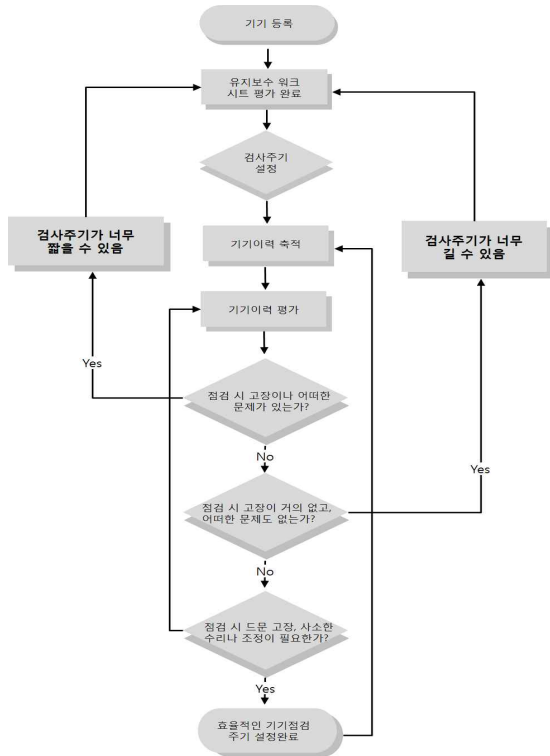 기기 등록
유지보수 워크
시트 평가 완료
검사주기
설정
검사주기가 너무
짧을 수 있음
기기이력 축적
검사주기가 너무
길 수 있음
기기이력 평가
Yes
점검 시 고장이나 어떠한
문제가 있는가?
No
Yes
점검 시 고장이 거의 없고,
어떠한 문제도 없는가?
No
점검 시 드문 고장, 사소한
수리나 조정이 필요한가?
Yes
효율적인 기기점검
주기 설정완료